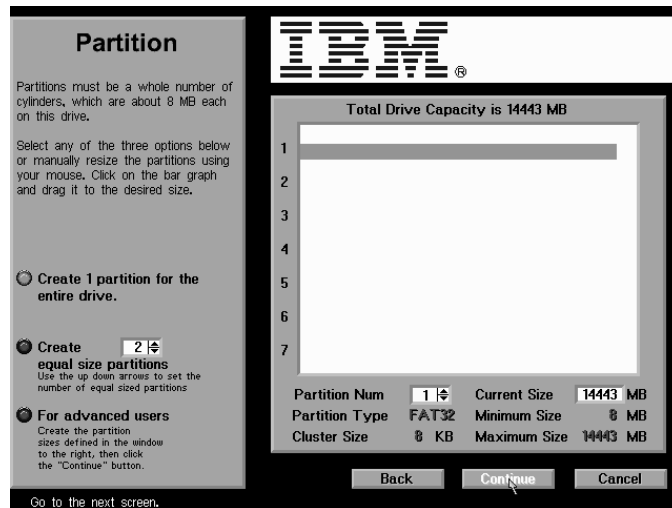 Partition
Partitions must be a whole number of
cylinders, which are about 8 MB each
on this drive.
Select any of the three options below
or manually resize the partitions using
your mouse. Click on the bar graph
and drag it to the desired size.
Create 1 partition for the
entire drive.
Create 2
equal size partitions
Use the up down arrows to set the
number of equal sized partitions
For advanced users
Create the partition
sizes defined in the window
to the right, then click
the "Continue" button.
IBM®
Total Drive Capacity is 14443 MB
1
2
3
4
5
6
7
Partition Num 1 Current Size 14443 MB
Partition Type FAT32 Minimum Size 8 MB
Cluster Size 8 KB Maximum Size 14443 MB
Back Continue Cancel
Go to the next screen.